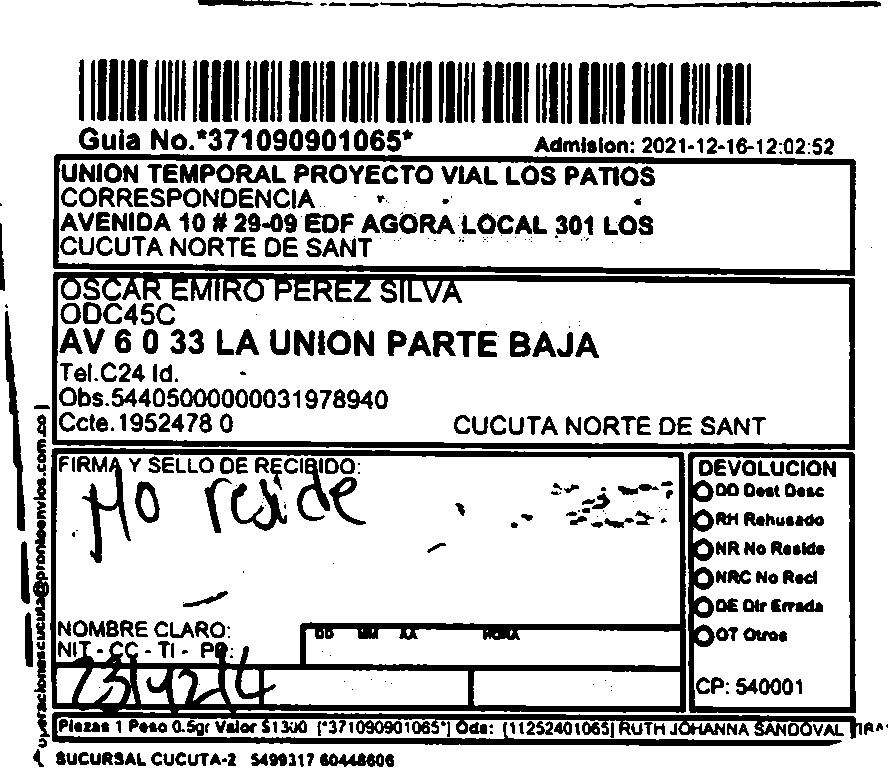 Guia No.*371090901065*
Admision: 2021-12-16-12:02:52
UNION TEMPORAL PROYECTO VIAL LOS PATIOS
CORRESPONDENCIA
AVENIDA 10 # 29-09 EDF AGORA LOCAL 301 LOS
CUCUTA NORTE DE SANT
OSCAR EMIRO PEREZ SILVA
ODC45C
AV 6 0 33 LA UNION PARTE BAJA
Tel.C24 Id.
Obs.54405000000031978940
Ccte.1952478 0
CUCUTA NORTE DE SANT
operacionescucuta@prontoenvios.com.co
FIRMA Y SELLO DE RECIBIDO:
No reside
DEVOLUCION
DD Dest Desc
RH Rehusado
NR No Reside
NRC No Recl
DE Dir Errada
OT Otros
CP: 540001
NOMBRE CLARO:
NIT - CC - TI - PP:
DD MM AA HORA
Piezas 1 Peso 0.5gr Valor $1300 [*371090901065*] Ods: [11252401065] RUTH JOHANNA SANDOVAL
SUCURSAL CUCUTA-2 5499317 60448606